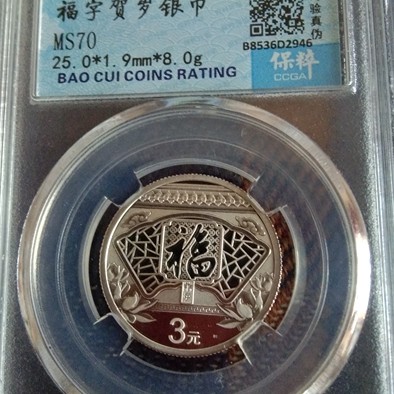 福字贺岁银币
验真伪
MS70
B8536D2946
25.0*1.9mm*8.0g
保粹
CCGA
BAO CUI COINS RATING
福
3元